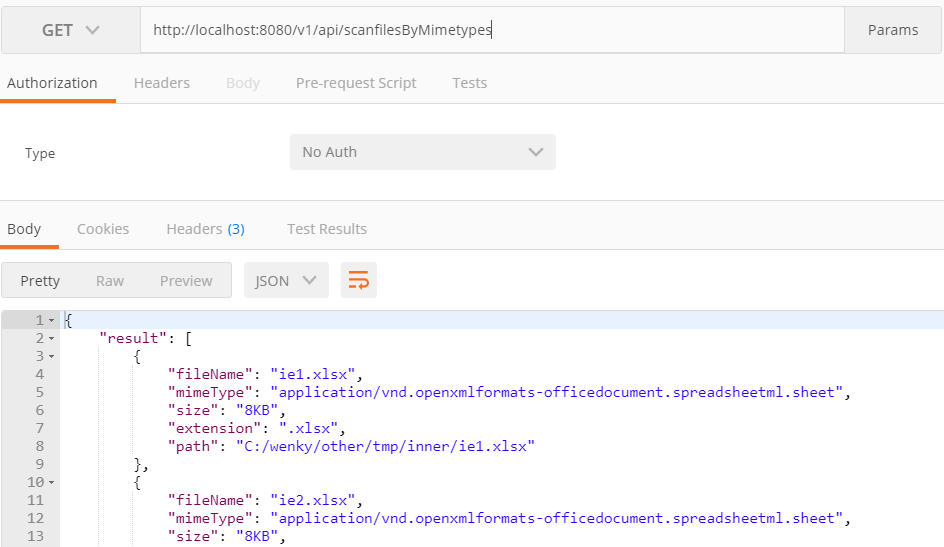 GET http://localhost:8080/v1/api/scanfilesByMimetypes Params
Authorization Headers Body Pre-request Script Tests
Type No Auth
Body Cookies Headers (3) Test Results
Pretty Raw Preview JSON
1 {
2 "result": [
3 {
4 "fileName": "ie1.xlsx",
5 "mimeType": "application/vnd.openxmlformats-officedocument.spreadsheetml.sheet",
6 "size": "8KB",
7 "extension": ".xlsx",
8 "path": "C:/wenky/other/tmp/inner/ie1.xlsx"
9 },
10 {
11 "fileName": "ie2.xlsx",
12 "mimeType": "application/vnd.openxmlformats-officedocument.spreadsheetml.sheet",
13 "size": "8KB",